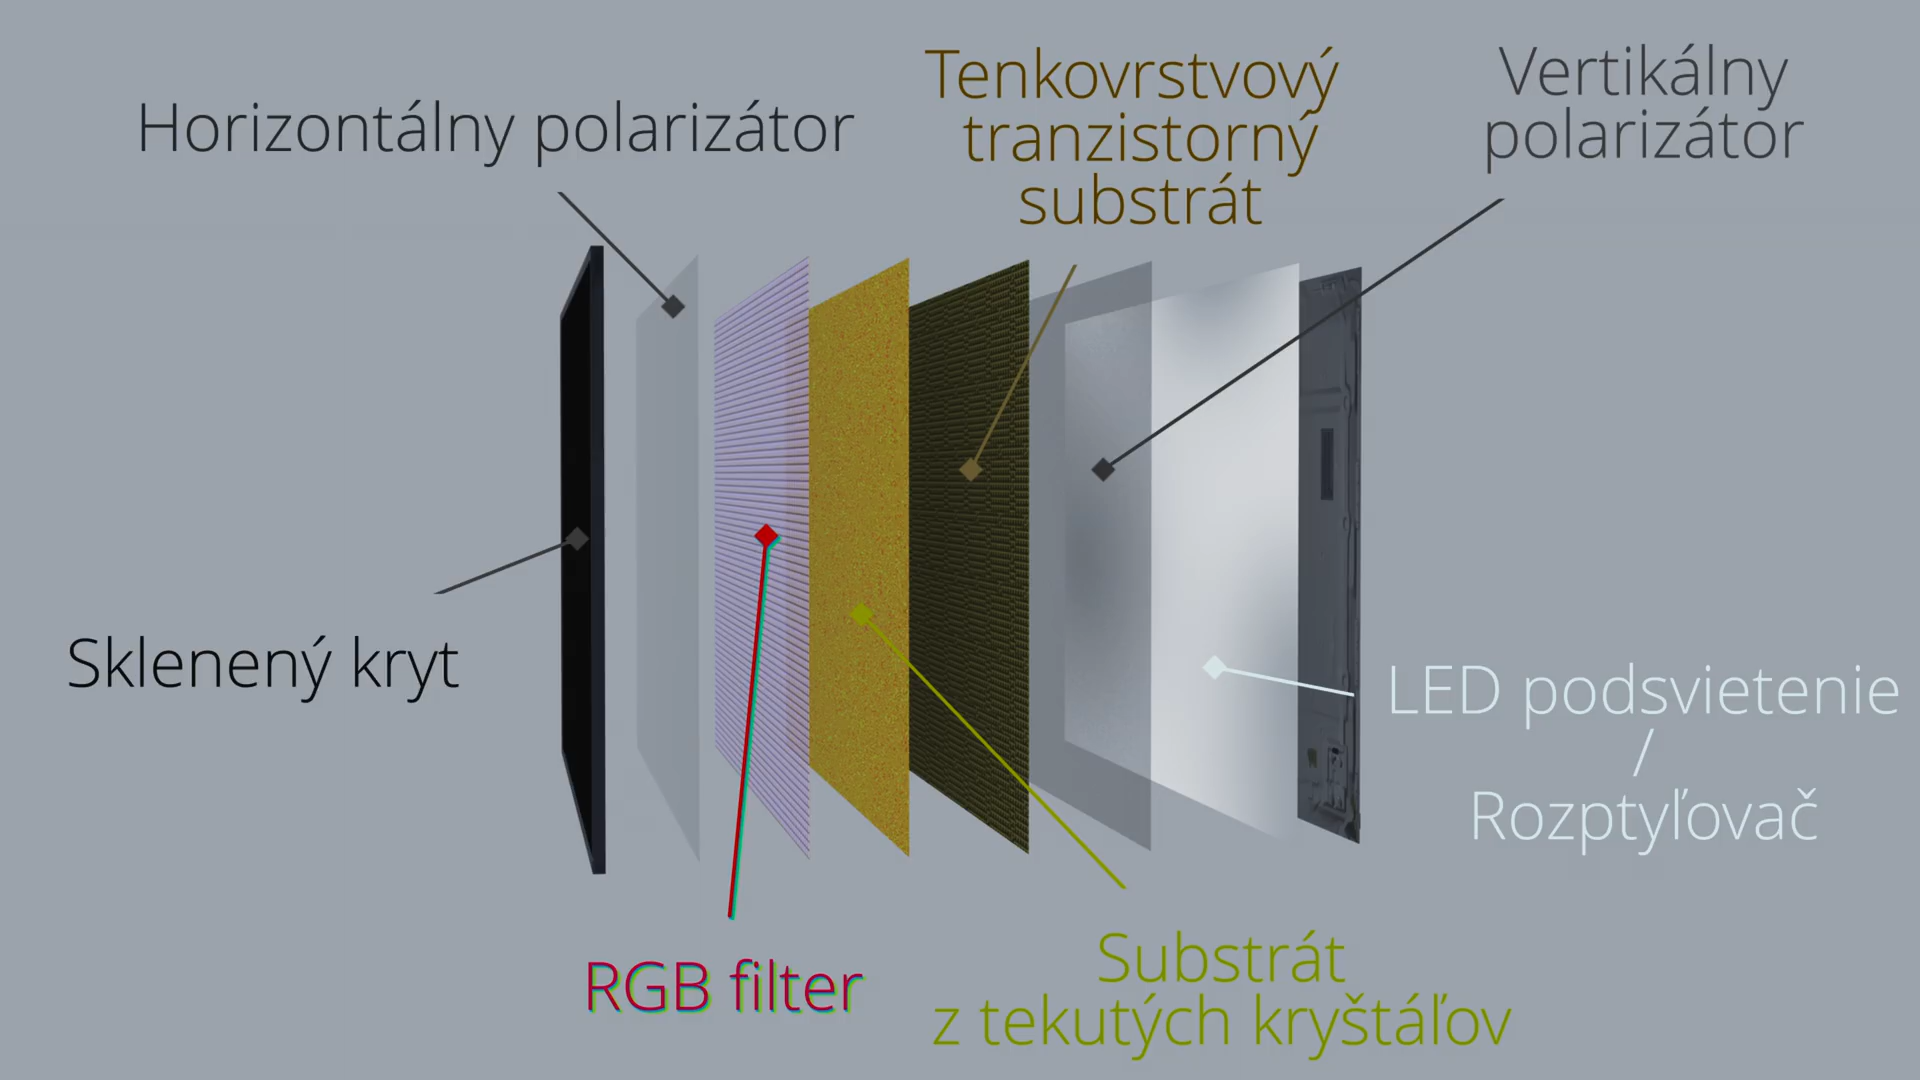 Horizontálny polarizátor
Tenkovrstvový
tranzistorný
substrát
Vertikálny
polarizátor
Sklenený kryt
LED podsvietenie
/
Rozptyľovač
RGB filter
Substrát
z tekutých kryštáľov